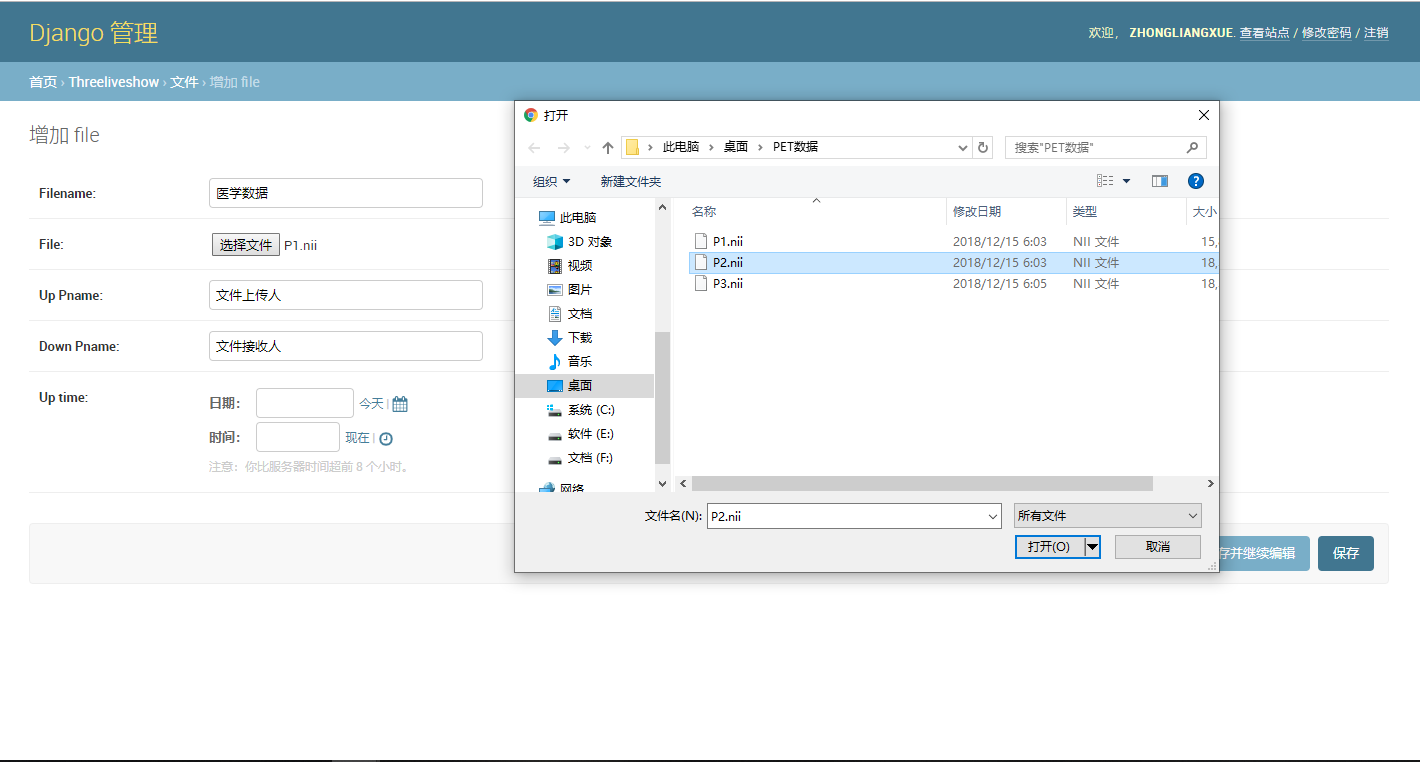 Django 管理
欢迎， ZHONGLIANGXUE. 查看站点 / 修改密码 / 注销
首页 › Threeliveshow › 文件 › 增加 file
增加 file
Filename: 医学数据
File: 选择文件 P1.nii
Up Pname: 文件上传人
Down Pname: 文件接收人
Up time:
日期： 今天 |
时间： 现在 |
注意：你比服务器时间超前 8 个小时。
打开
此电脑 › 桌面 › PET数据
搜索"PET数据"
组织 新建文件夹
此电脑
3D 对象
视频
图片
文档
下载
音乐
桌面
系统 (C:)
软件 (E:)
文档 (F:)
网络
名称 修改日期 类型 大小
P1.nii 2018/12/15 6:03 NII 文件 15,
P2.nii 2018/12/15 6:03 NII 文件 18,
P3.nii 2018/12/15 6:05 NII 文件 18,
文件名(N): P2.nii 所有文件
打开(O) 取消
存并继续编辑 保存